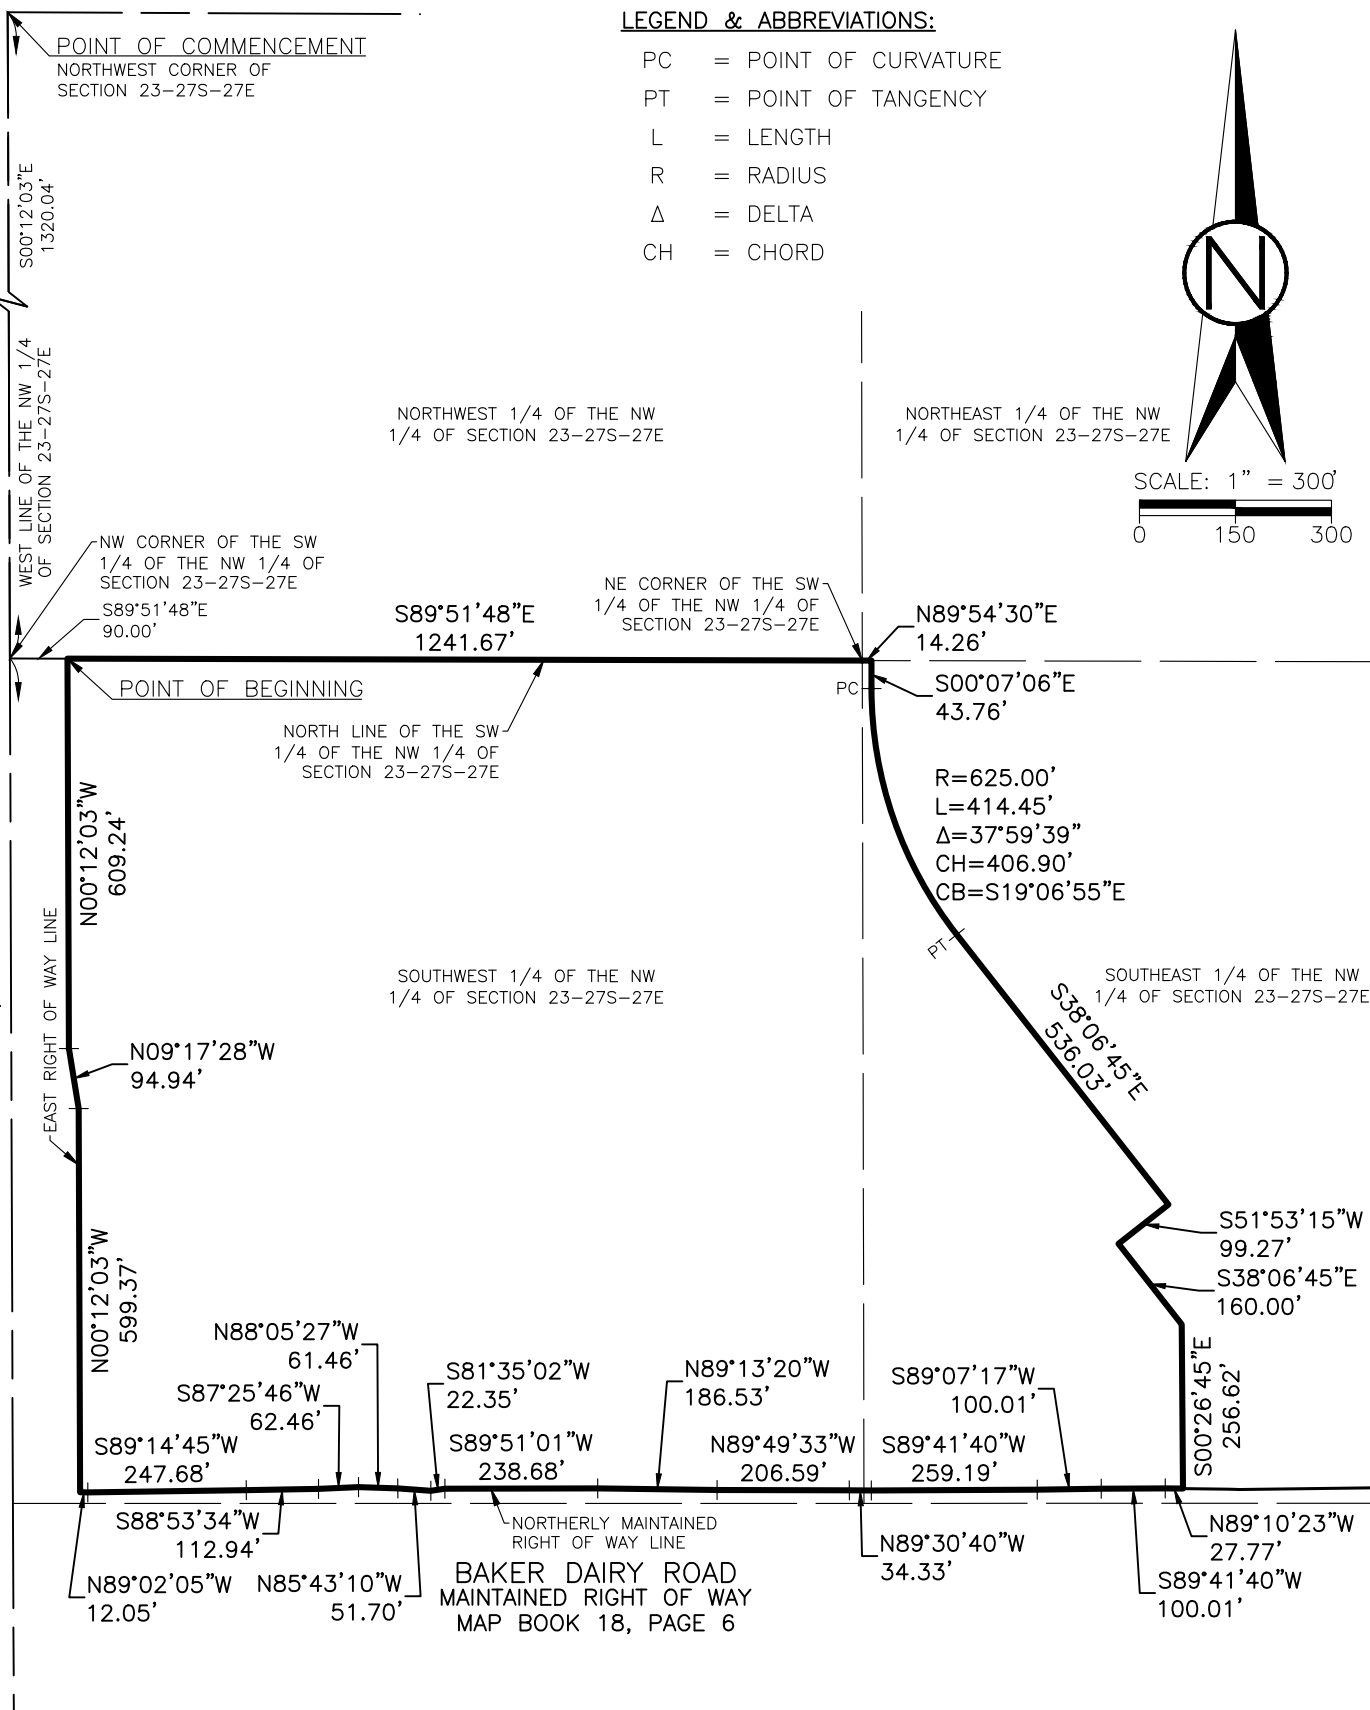 LEGEND & ABBREVIATIONS:
PC = POINT OF CURVATURE
PT = POINT OF TANGENCY
L = LENGTH
R = RADIUS
Δ = DELTA
CH = CHORD
POINT OF COMMENCEMENT
NORTHWEST CORNER OF
SECTION 23-27S-27E
S00°12'03"E
1320.04'
N
SCALE: 1" = 300'
0 150 300
WEST LINE OF THE NW 1/4
OF SECTION 23-27S-27E
NORTHWEST 1/4 OF THE NW
1/4 OF SECTION 23-27S-27E
NORTHEAST 1/4 OF THE NW
1/4 OF SECTION 23-27S-27E
NW CORNER OF THE SW
1/4 OF THE NW 1/4 OF
SECTION 23-27S-27E
S89°51'48"E
90.00'
S89°51'48"E
1241.67'
NE CORNER OF THE SW
1/4 OF THE NW 1/4 OF
SECTION 23-27S-27E
N89°54'30"E
14.26'
POINT OF BEGINNING
PC
S00°07'06"E
43.76'
NORTH LINE OF THE SW
1/4 OF THE NW 1/4 OF
SECTION 23-27S-27E
R=625.00'
L=414.45'
Δ=37°59'39"
CH=406.90'
CB=S19°06'55"E
N00°12'03"W
609.24'
EAST RIGHT OF WAY LINE
PT
SOUTHWEST 1/4 OF THE NW
1/4 OF SECTION 23-27S-27E
SOUTHEAST 1/4 OF THE NW
1/4 OF SECTION 23-27S-27E
S38°06'45"E
536.03'
N09°17'28"W
94.94'
S51°53'15"W
99.27'
S38°06'45"E
160.00'
N00°12'03"W
599.37'
S00°26'45"E
256.62'
N88°05'27"W
61.46'
S87°25'46"W
62.46'
S81°35'02"W
22.35'
N89°13'20"W
186.53'
S89°07'17"W
100.01'
S89°14'45"W
247.68'
S89°51'01"W
238.68'
N89°49'33"W
206.59'
S89°41'40"W
259.19'
S88°53'34"W
112.94'
NORTHERLY MAINTAINED
RIGHT OF WAY LINE
N89°30'40"W
34.33'
N89°10'23"W
27.77'
N89°02'05"W
12.05'
N85°43'10"W
51.70'
BAKER DAIRY ROAD
MAINTAINED RIGHT OF WAY
MAP BOOK 18, PAGE 6
S89°41'40"W
100.01'